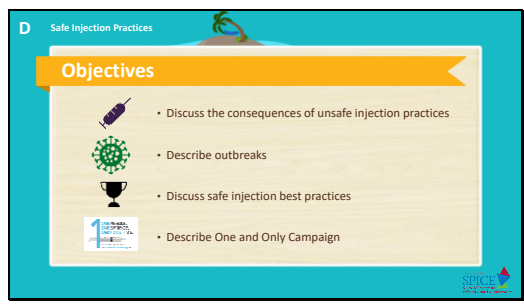 D
Safe Injection Practices
Objectives
• Discuss the consequences of unsafe injection practices
• Describe outbreaks
• Discuss safe injection best practices
1
ONE NEEDLE,
ONE SYRINGE,
• Describe One and Only Campaign
SPICE